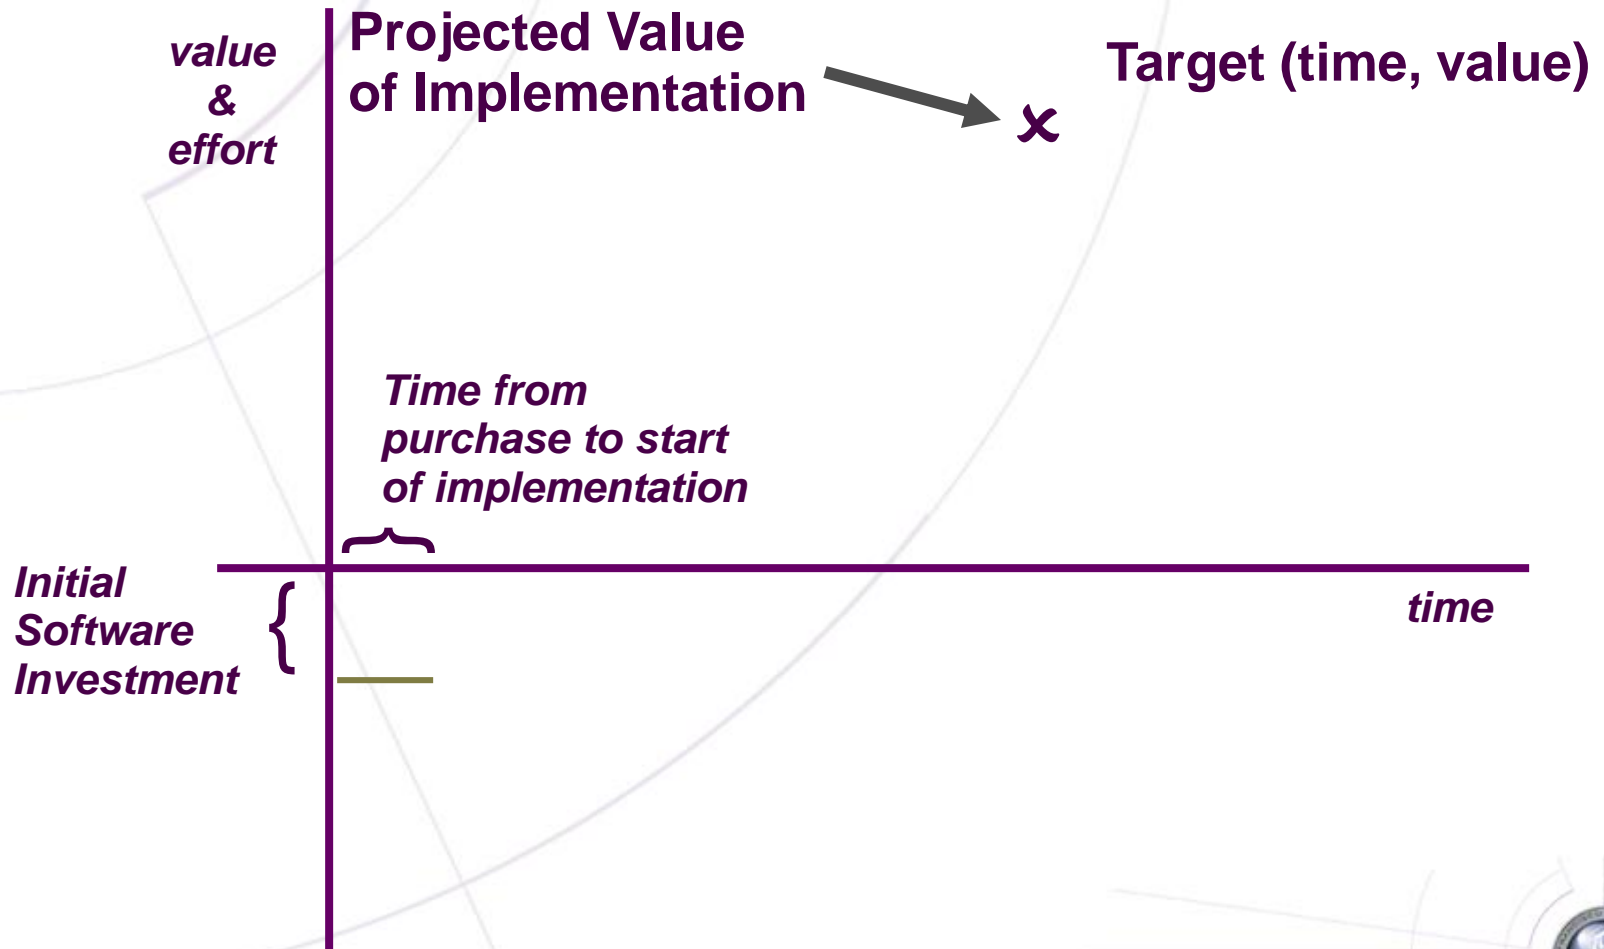 value
&
effort
Projected Value
of Implementation
Target (time, value)
Time from
purchase to start
of implementation
Initial
Software
Investment
time